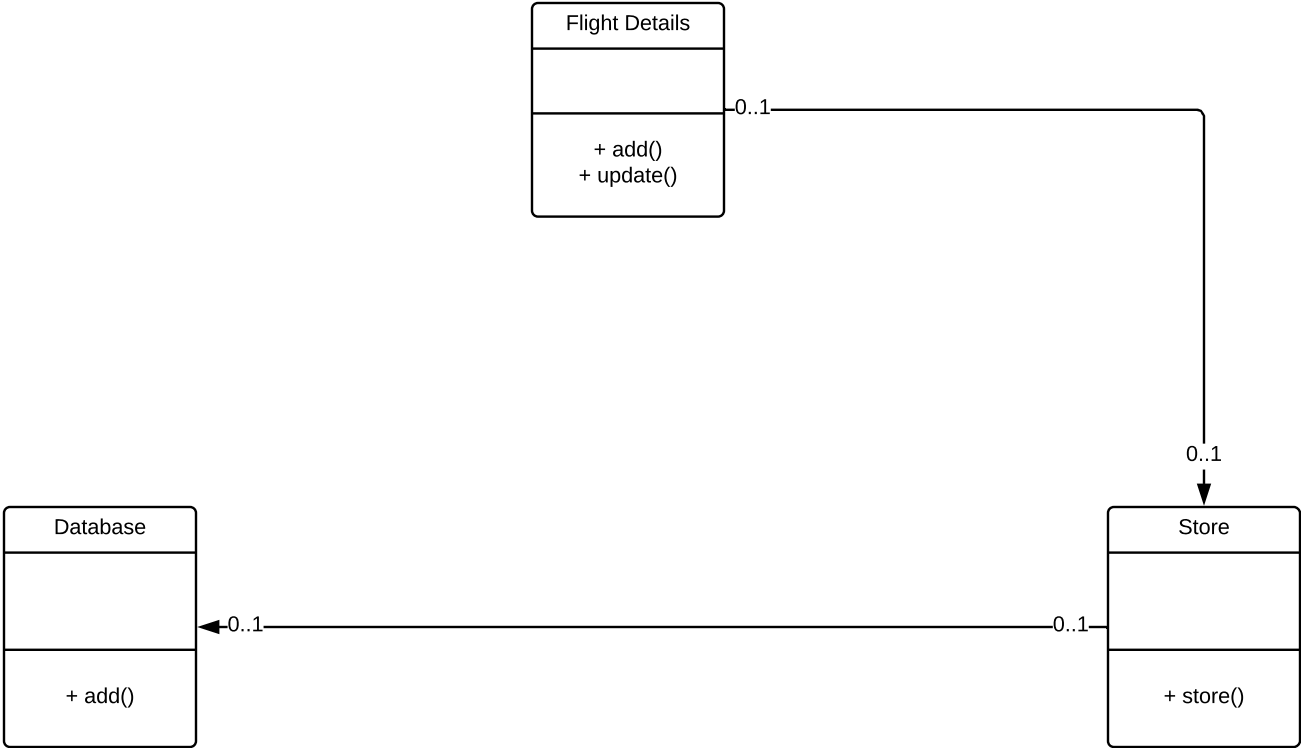 Flight Details
0..1
+ add()
+ update()
0..1
Database
Store
0..1
0..1
+ add()
+ store()